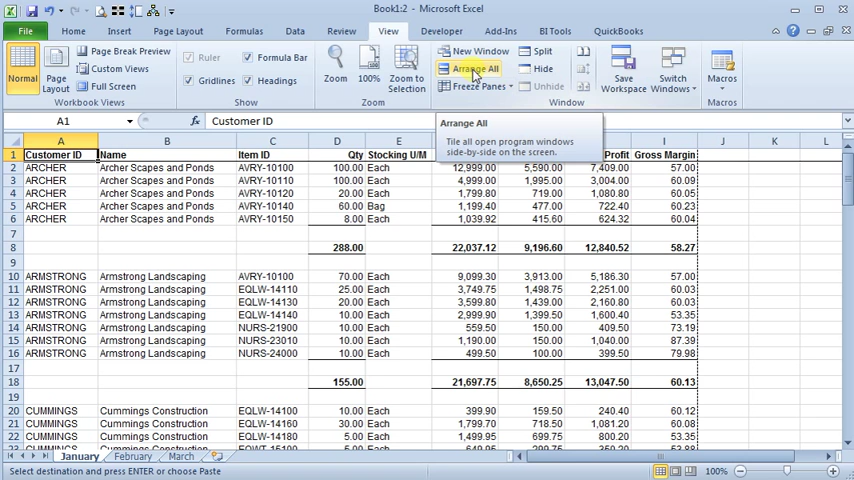 Book1:2 - Microsoft Excel
File Home Insert Page Layout Formulas Data Review View Developer Add-Ins BI Tools QuickBooks
Normal
Page Layout
Page Break Preview
Custom Views
Full Screen
Workbook Views
Ruler
Formula Bar
Gridlines
Headings
Show
Zoom
100%
Zoom to Selection
Zoom
New Window
Arrange All
Freeze Panes
Split
Hide
Unhide
Save Workspace
Switch Windows
Window
Macros
Macros
A1 fx Customer ID
Arrange All
Tile all open program windows
side-by-side on the screen.
A B C D E I J K L
1 Customer ID Name Item ID Qty Stocking U/M Profit Gross Margin
2 ARCHER Archer Scapes and Ponds AVRY-10100 100.00 Each 12,999.00 5,590.00 7,409.00 57.00
3 ARCHER Archer Scapes and Ponds AVRY-10110 100.00 Each 4,999.00 1,995.00 3,004.00 60.09
4 ARCHER Archer Scapes and Ponds AVRY-10120 20.00 Each 1,799.80 719.00 1,080.80 60.05
5 ARCHER Archer Scapes and Ponds AVRY-10140 60.00 Bag 1,199.40 477.00 722.40 60.23
6 ARCHER Archer Scapes and Ponds AVRY-10150 8.00 Each 1,039.92 415.60 624.32 60.04
7
8 288.00 22,037.12 9,196.60 12,840.52 58.27
9
10 ARMSTRONG Armstrong Landscaping AVRY-10100 70.00 Each 9,099.30 3,913.00 5,186.30 57.00
11 ARMSTRONG Armstrong Landscaping EQLW-14110 25.00 Each 3,749.75 1,498.75 2,251.00 60.03
12 ARMSTRONG Armstrong Landscaping EQLW-14130 20.00 Each 3,599.80 1,439.00 2,160.80 60.03
13 ARMSTRONG Armstrong Landscaping EQLW-14140 10.00 Each 2,999.90 1,399.50 1,600.40 53.35
14 ARMSTRONG Armstrong Landscaping NURS-21900 10.00 Each 559.50 150.00 409.50 73.19
15 ARMSTRONG Armstrong Landscaping NURS-23010 10.00 Each 1,190.00 150.00 1,040.00 87.39
16 ARMSTRONG Armstrong Landscaping NURS-24000 10.00 Each 499.50 100.00 399.50 79.98
17
18 155.00 21,697.75 8,650.25 13,047.50 60.13
19
20 CUMMINGS Cummings Construction EQLW-14100 10.00 Each 399.90 159.50 240.40 60.12
21 CUMMINGS Cummings Construction EQLW-14160 30.00 Each 1,799.70 718.50 1,081.20 60.08
22 CUMMINGS Cummings Construction EQLW-14180 5.00 Each 1,499.95 699.75 800.20 53.35
January February March
Select destination and press ENTER or choose Paste 100%